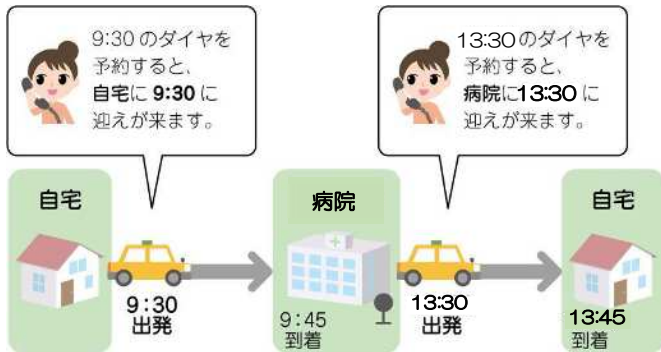 9:30 のダイヤを
予約すると、
自宅に 9:30 に
迎えが来ます。
13:30のダイヤを
予約すると、
病院に13:30 に
迎えが来ます。
自宅
病院
自宅
9:30
出発
9:45
到着
13:30
出発
13:45
到着